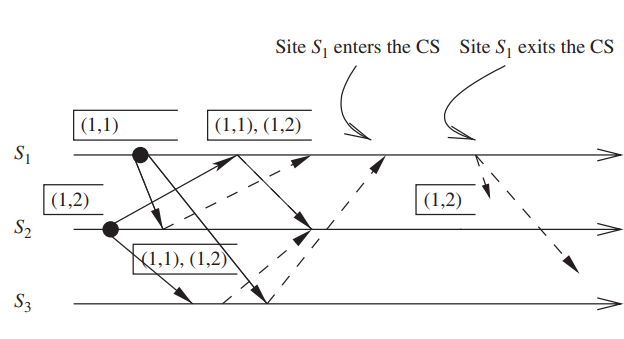 Site S1 enters the CS Site S1 exits the CS
(1,1) (1,1), (1,2)
S1
(1,2) (1,2)
S2
(1,1), (1,2)
S3